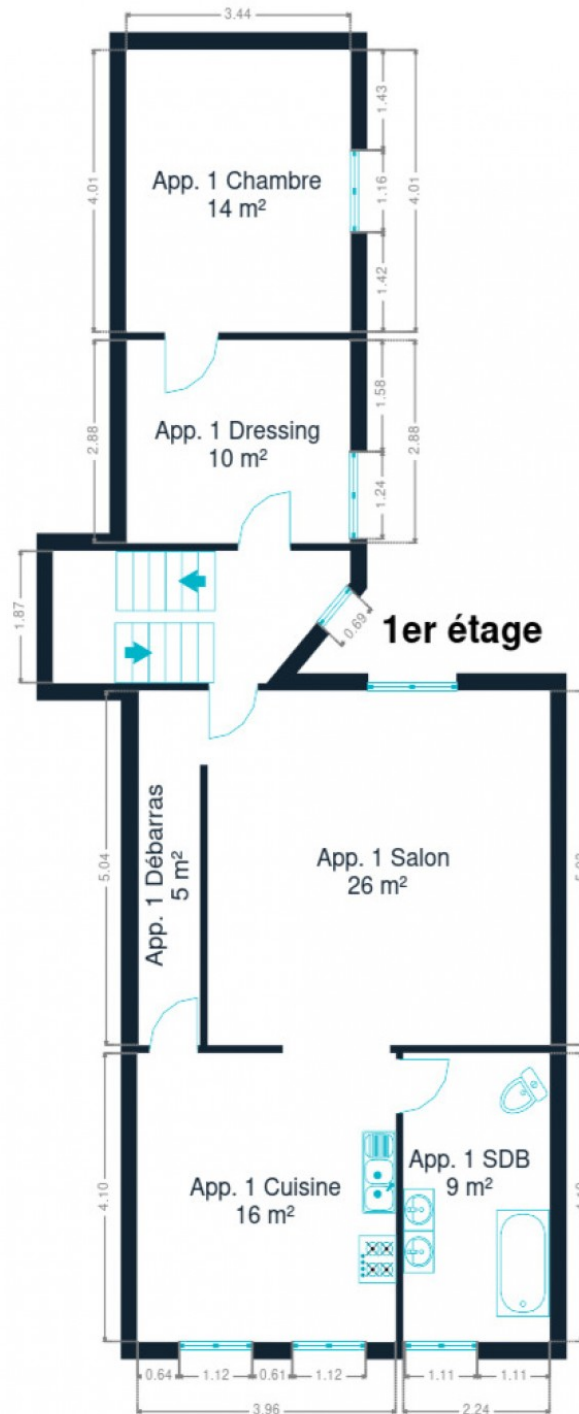 3.44
4.01
1.43
1.16
1.42
4.01
App. 1 Chambre
14 m²
2.88
1.58
1.24
2.88
App. 1 Dressing
10 m²
1.87
0.69
1er étage
5.04
App. 1 Débarras
5 m²
App. 1 Salon
26 m²
4.10
App. 1 Cuisine
16 m²
App. 1 SDB
9 m²
0.64
1.12
0.61
1.12
1.11
1.11
3.96
2.24